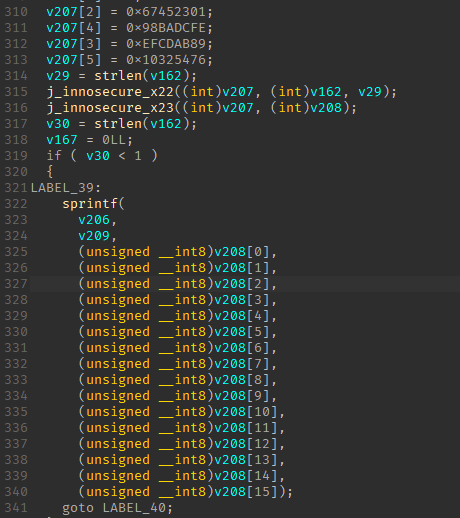 310 v207[2] = 0×67452301;
311 v207[4] = 0×98BADCFE;
312 v207[3] = 0×EFCDAB89;
313 v207[5] = 0×10325476;
314 v29 = strlen(v162);
315 j_innosecure_x22((int)v207, (int)v162, v29);
316 j_innosecure_x23((int)v207, (int)v208);
317 v30 = strlen(v162);
318 v167 = 0LL;
319 if ( v30 < 1 )
320 {
321 LABEL_39:
322 sprintf(
323 v206,
324 v209,
325 (unsigned __int8)v208[0],
326 (unsigned __int8)v208[1],
327 (unsigned __int8)v208[2],
328 (unsigned __int8)v208[3],
329 (unsigned __int8)v208[4],
330 (unsigned __int8)v208[5],
331 (unsigned __int8)v208[6],
332 (unsigned __int8)v208[7],
333 (unsigned __int8)v208[8],
334 (unsigned __int8)v208[9],
335 (unsigned __int8)v208[10],
336 (unsigned __int8)v208[11],
337 (unsigned __int8)v208[12],
338 (unsigned __int8)v208[13],
339 (unsigned __int8)v208[14],
340 (unsigned __int8)v208[15]);
341 goto LABEL_40;